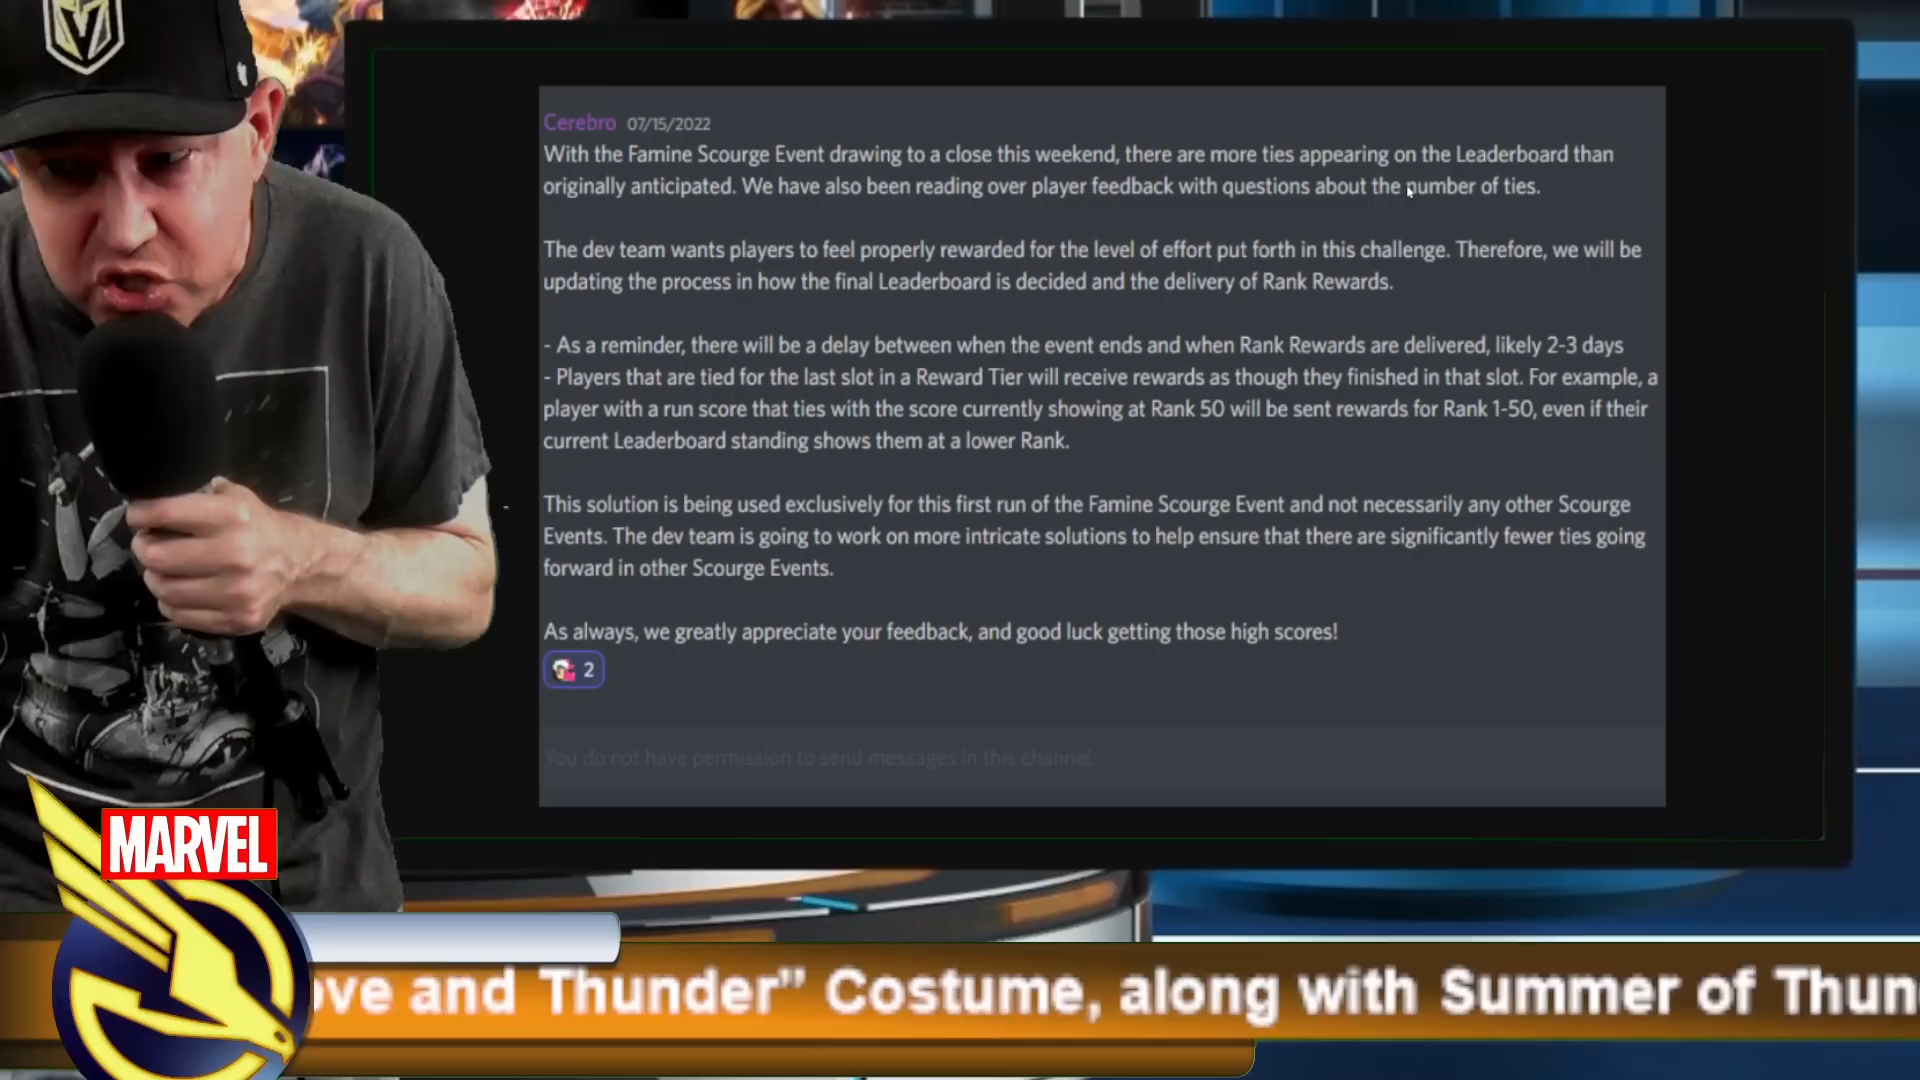 Cerebro 07/15/2022
With the Famine Scourge Event drawing to a close this weekend, there are more ties appearing on the Leaderboard than
originally anticipated. We have also been reading over player feedback with questions about the number of ties.
The dev team wants players to feel properly rewarded for the level of effort put forth in this challenge. Therefore, we will be
updating the process in how the final Leaderboard is decided and the delivery of Rank Rewards.
- As a reminder, there will be a delay between when the event ends and when Rank Rewards are delivered, likely 2-3 days
- Players that are tied for the last slot in a Reward Tier will receive rewards as though they finished in that slot. For example, a
player with a run score that ties with the score currently showing at Rank 50 will be sent rewards for Rank 1-50, even if their
current Leaderboard standing shows them at a lower Rank.
This solution is being used exclusively for this first run of the Famine Scourge Event and not necessarily any other Scourge
Events. The dev team is going to work on more intricate solutions to help ensure that there are significantly fewer ties going
forward in other Scourge Events.
As always, we greatly appreciate your feedback, and good luck getting those high scores!
2
You do not have permission to send messages in this channel.
MARVEL
ove and Thunder” Costume, along with Summer of Thun